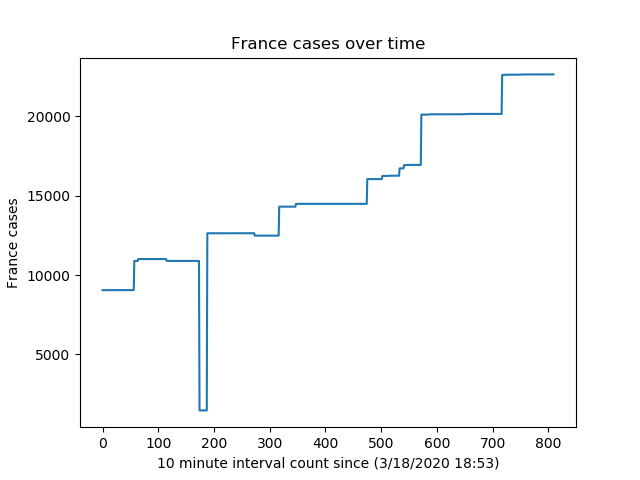 France cases over time
20000
15000
10000
5000
France cases
0 100 200 300 400 500 600 700 800
10 minute interval count since (3/18/2020 18:53)